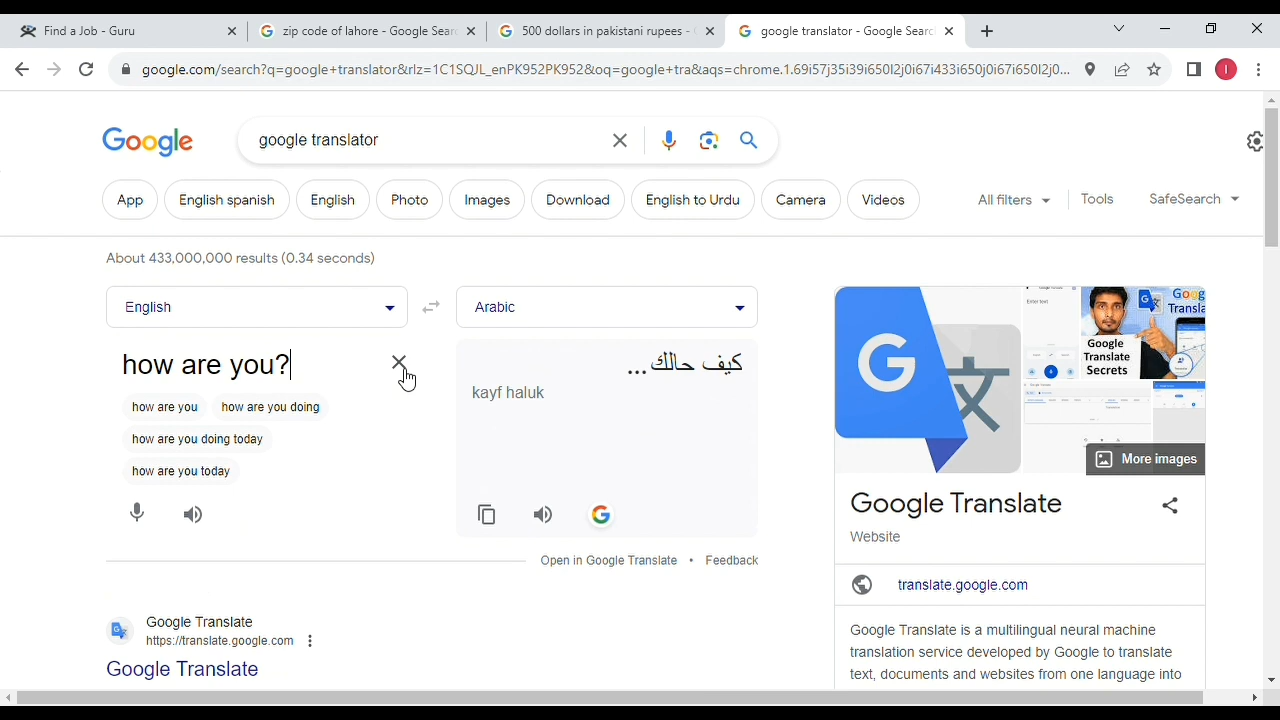 Find a Job - Guru
zip code of lahore - Google Sear
500 dollars in pakistani rupees -
google translator - Google Searc
google.com/search?q=google+translator&rlz=1C1SQJL_enPK952PK952&oq=google+tra&aqs=chrome.1.69i57j35i39i650l2j0i67i433i650j0i67i650l2j0...
I
Google
google translator
App
English spanish
English
Photo
Images
Download
English to Urdu
Camera
Videos
All filters
Tools
SafeSearch
About 433,000,000 results (0.34 seconds)
English
Arabic
how are you?
how are you
how are you doing
how are you doing today
how are you today
كيف حالك...
kayf haluk
Open in Google Translate • Feedback
Google Translate
https://translate.google.com
Google Translate
Enter text
Google
Translate
Secrets
More images
Google Translate
Website
translate.google.com
Google Translate is a multilingual neural machine
translation service developed by Google to translate
text, documents and websites from one language into